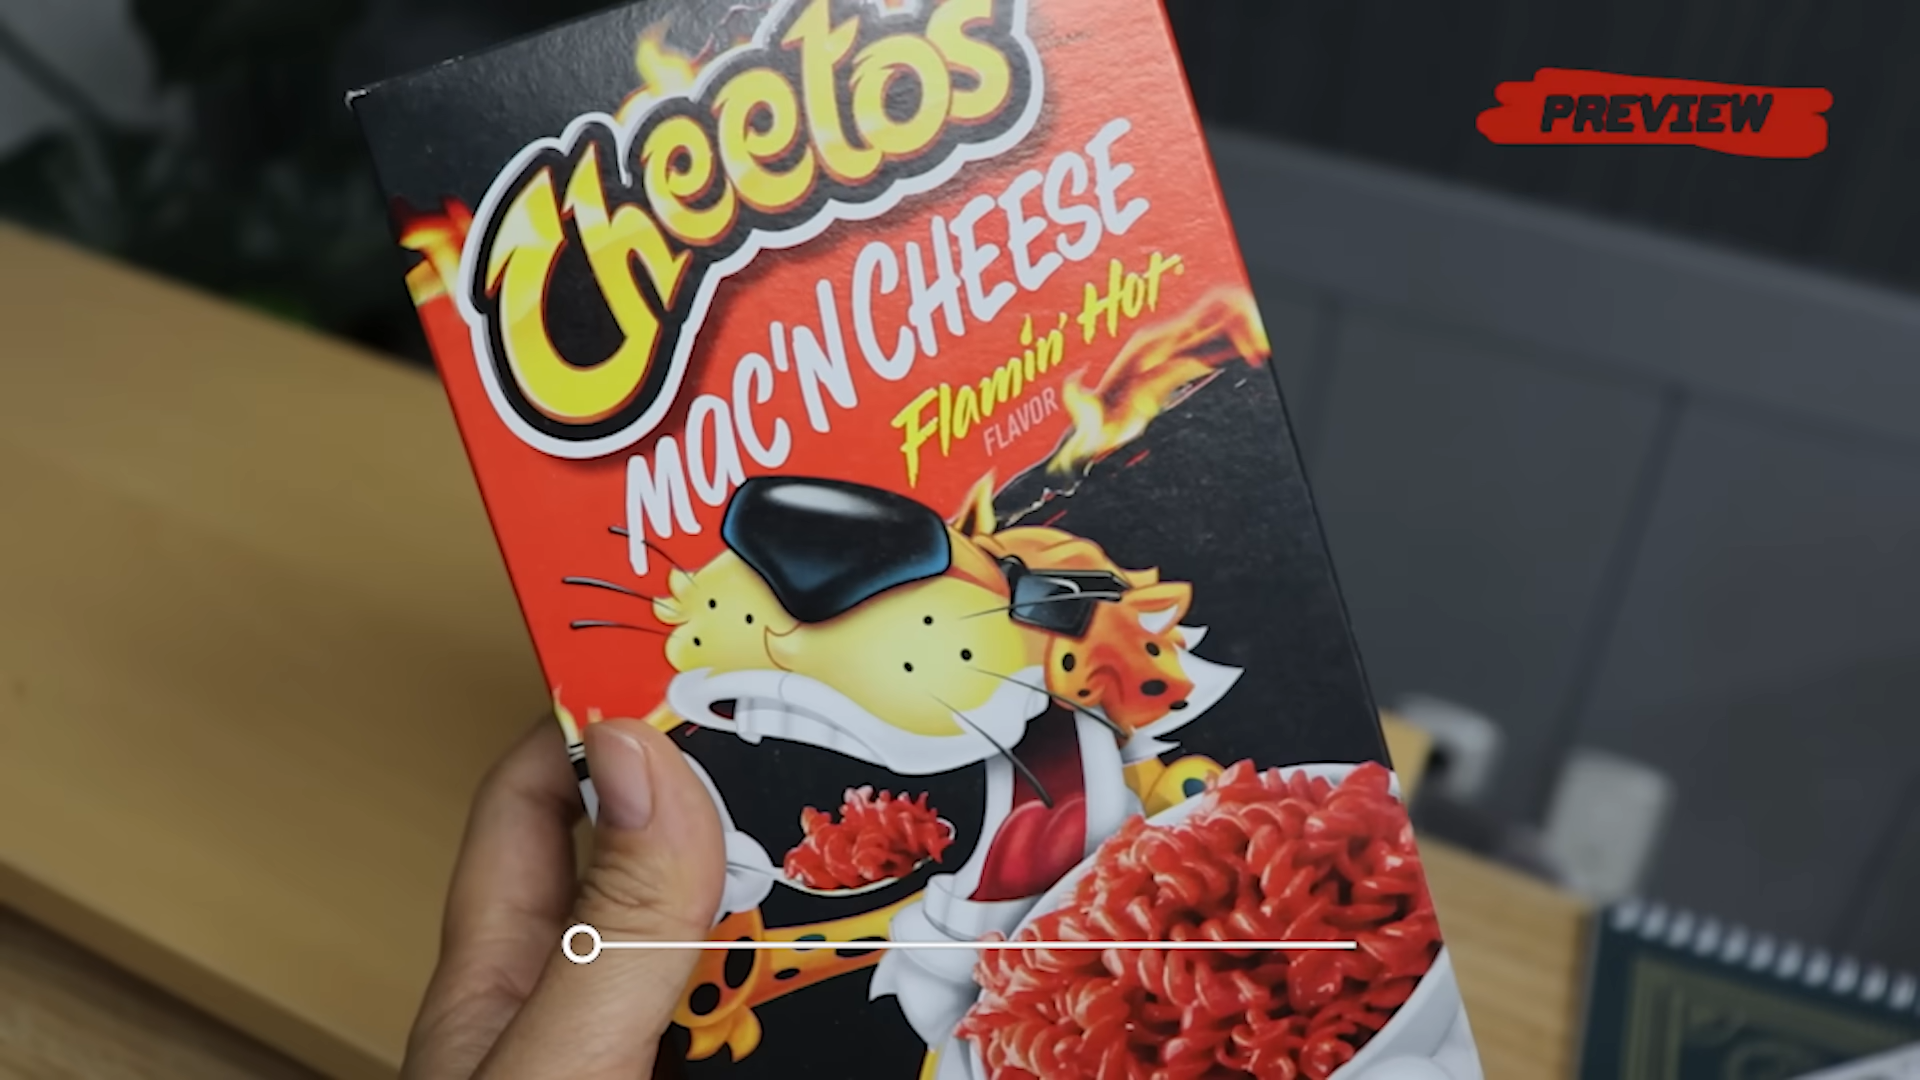 PREVIEW
Cheetos
MAC'N CHEESE
Flamin' Hot
FLAVOR